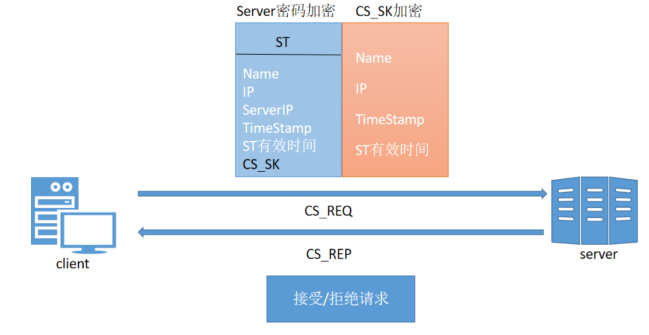 Server密码加密
CS_SK加密
ST
Name
IP
ServerIP
TimeStamp
ST有效时间
CS_SK
Name
IP
TimeStamp
ST有效时间
CS_REQ
CS_REP
client
server
接受/拒绝请求